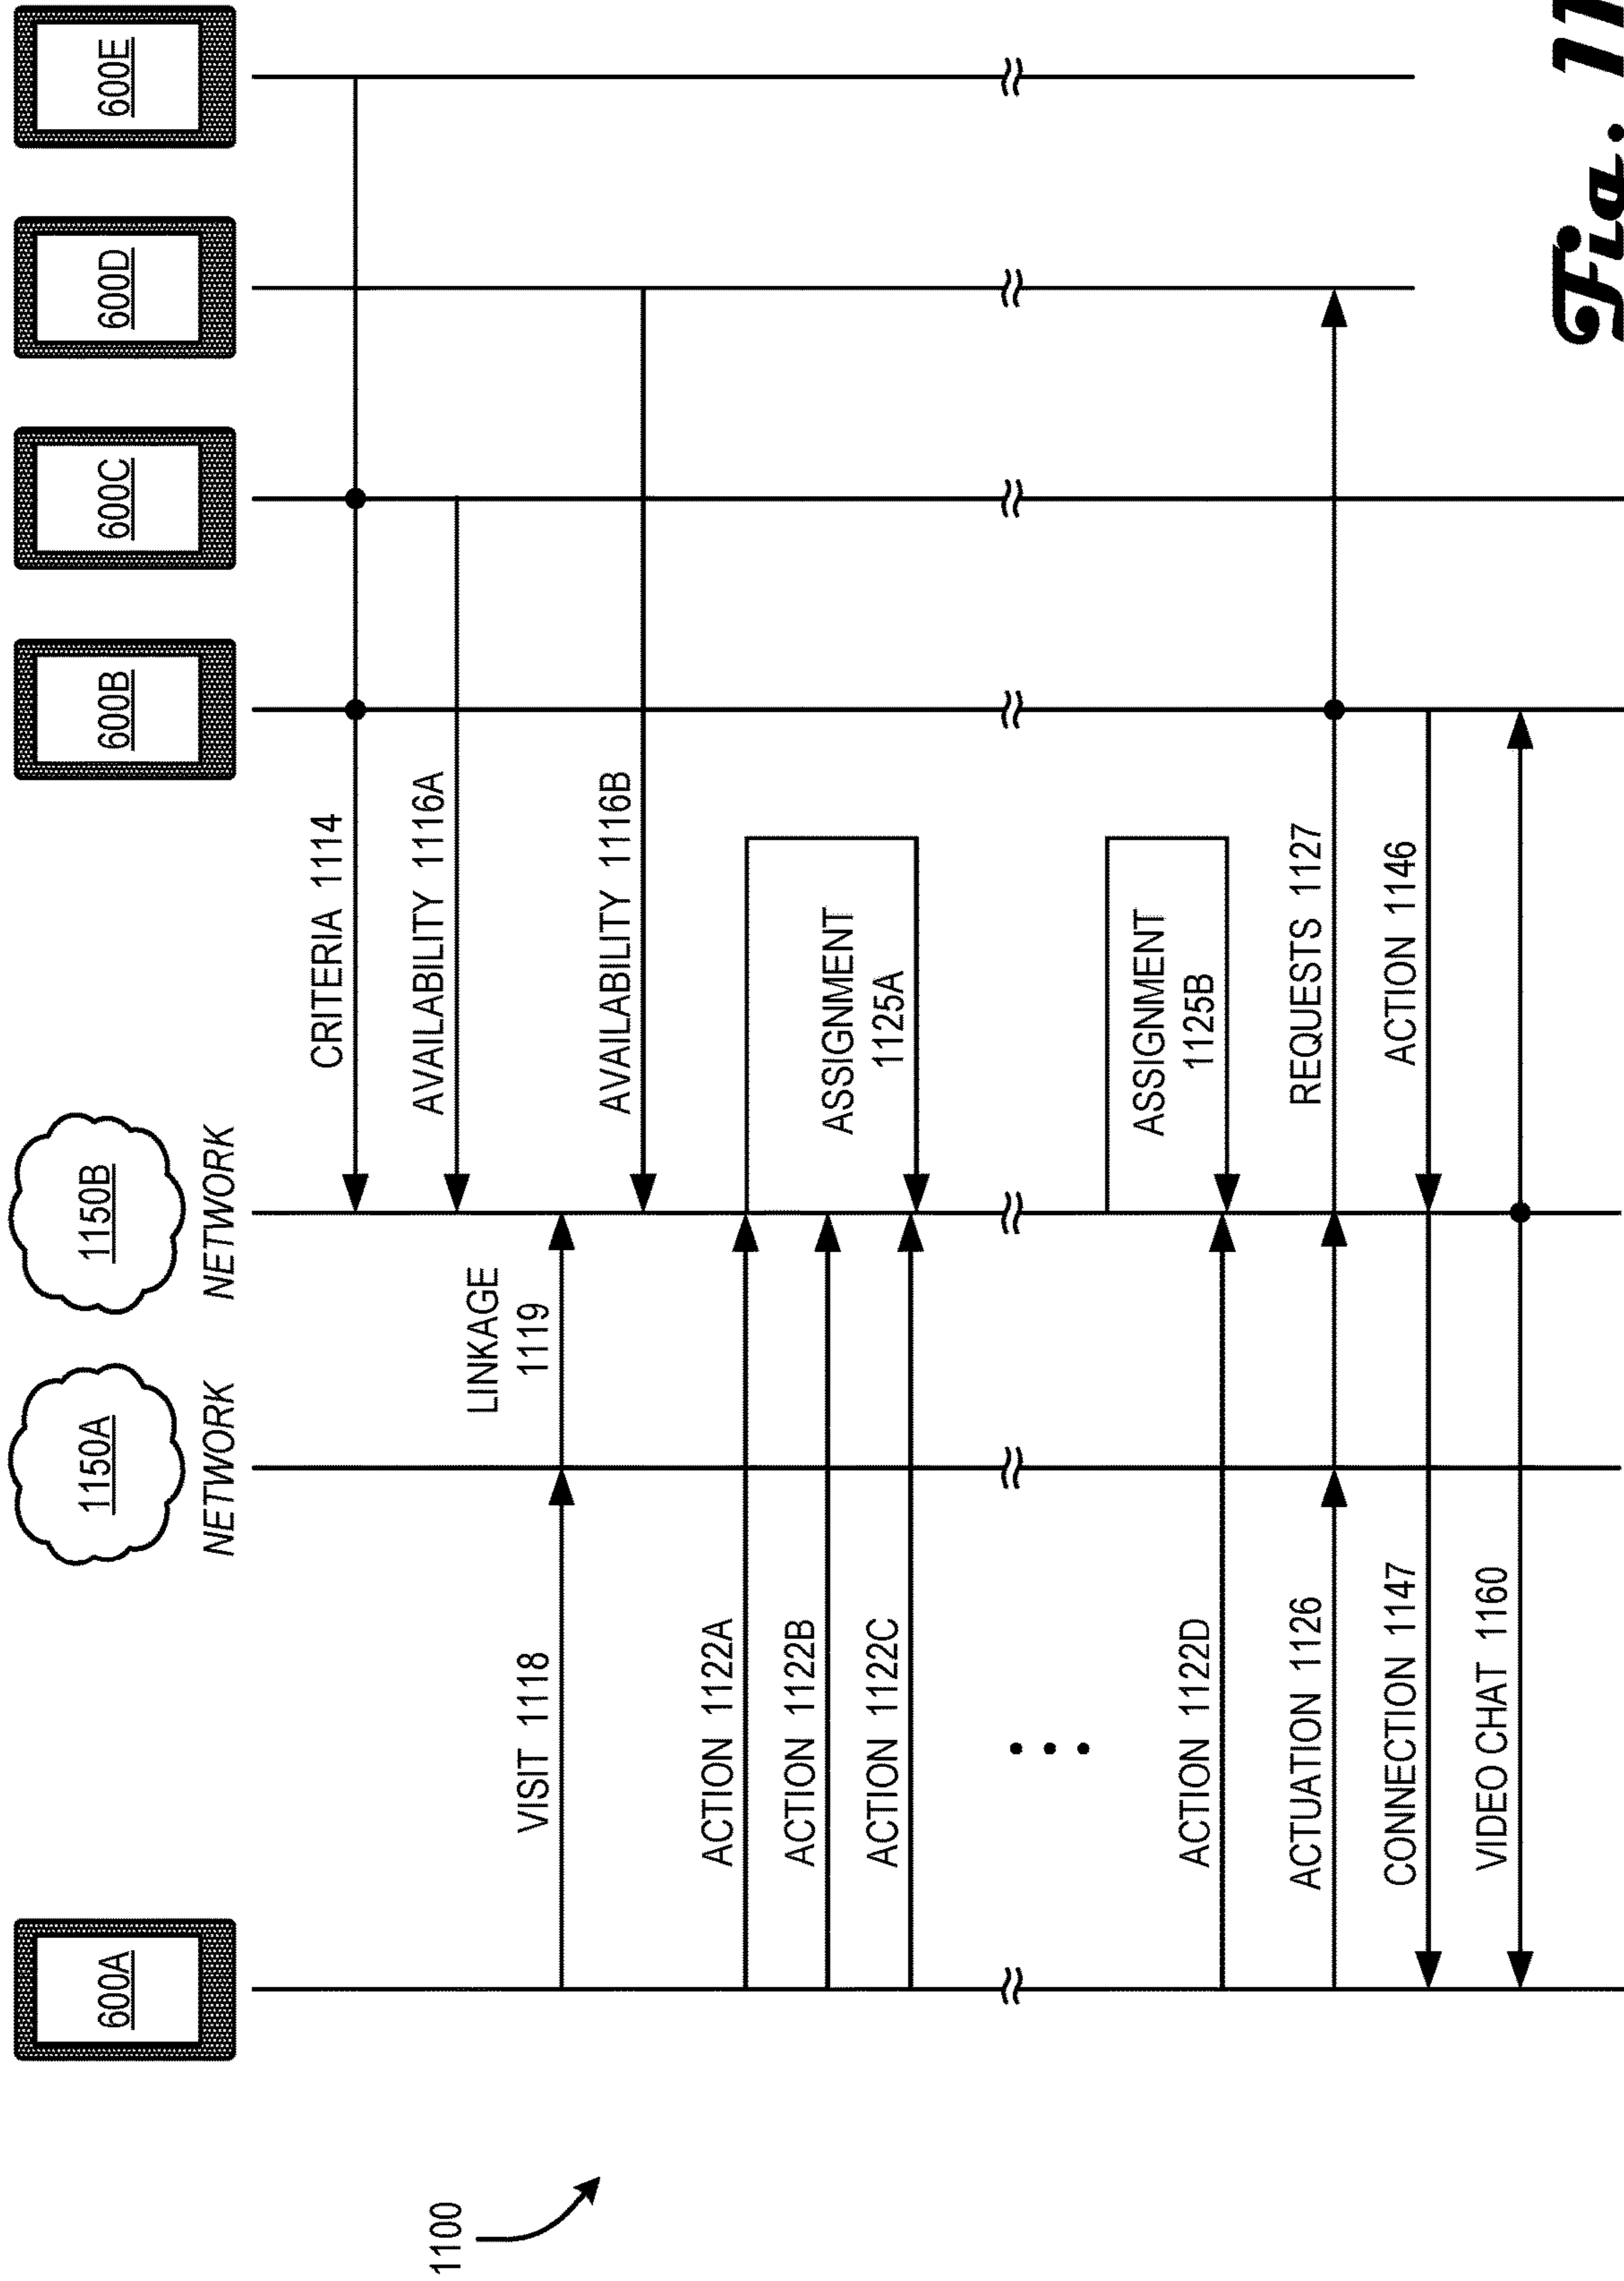 600A
1150A
1150B
600B
600C
600D
600E
NETWORK
NETWORK
CRITERIA 1114
1100
AVAILABILITY 1116A
LINKAGE
1119
VISIT 1118
AVAILABILITY 1116B
ACTION 1122A
ACTION 1122B
ACTION 1122C
ASSIGNMENT
1125A
ACTION 1122D
ASSIGNMENT
1125B
ACTUATION 1126
REQUESTS 1127
CONNECTION 1147
ACTION 1146
VIDEO CHAT 1160
Fig. 11